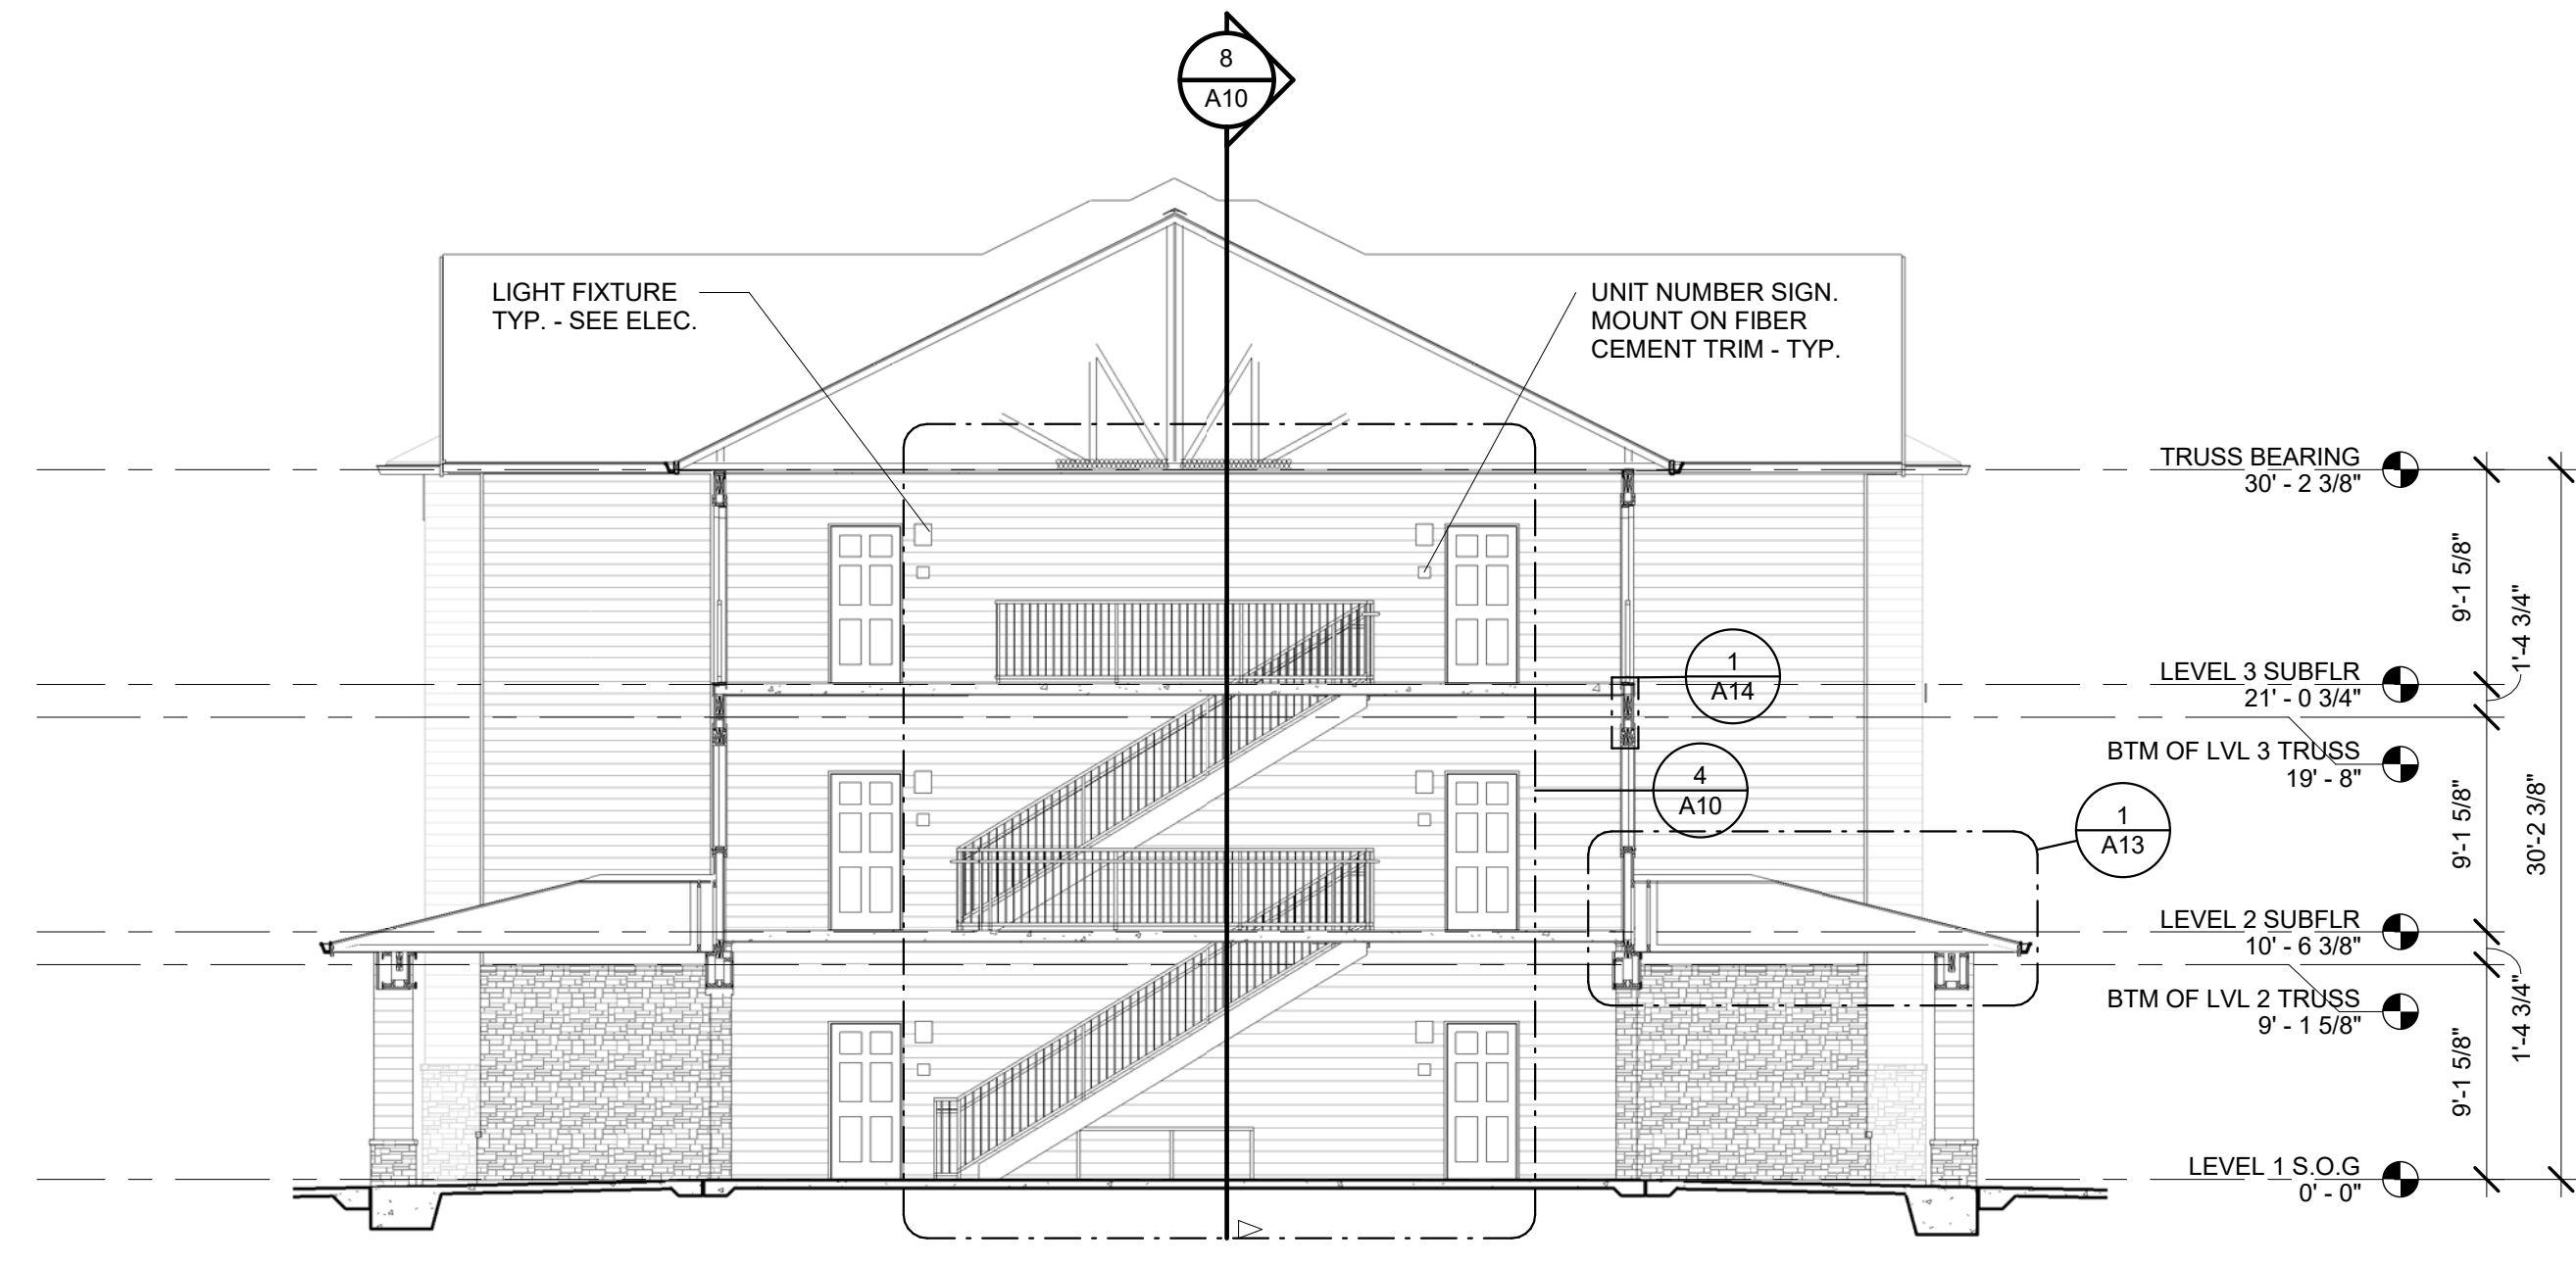 8
A10
LIGHT FIXTURE
TYP. - SEE ELEC.
UNIT NUMBER SIGN.
MOUNT ON FIBER
CEMENT TRIM - TYP.
TRUSS BEARING
30' - 2 3/8"
9'-1 5/8"
1'-4 3/4"
1
A14
LEVEL 3 SUBFLR
21' - 0 3/4"
BTM OF LVL 3 TRUSS
19' - 8"
4
A10
1
A13
9'-1 5/8"
30'-2 3/8"
LEVEL 2 SUBFLR
10' - 6 3/8"
BTM OF LVL 2 TRUSS
9' - 1 5/8"
1'-4 3/4"
9'-1 5/8"
LEVEL 1 S.O.G
0' - 0"